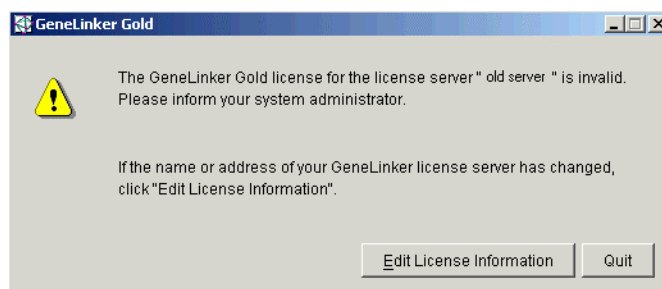 GeneLinker Gold
The GeneLinker Gold license for the license server " old server " is invalid.
Please inform your system administrator.
If the name or address of your GeneLinker license server has changed,
click "Edit License Information".
Edit License Information Quit